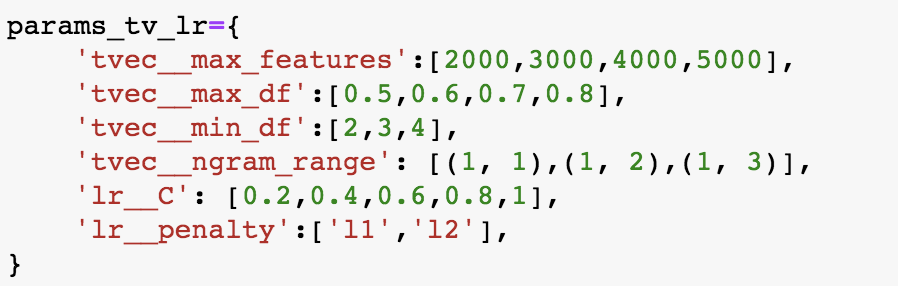 params_tv_lr={
    'tvec__max_features':[2000,3000,4000,5000],
    'tvec__max_df':[0.5,0.6,0.7,0.8],
    'tvec__min_df':[2,3,4],
    'tvec__ngram_range': [(1, 1),(1, 2),(1, 3)],
    'lr__C': [0.2,0.4,0.6,0.8,1],
    'lr__penalty':['l1','l2'],
}